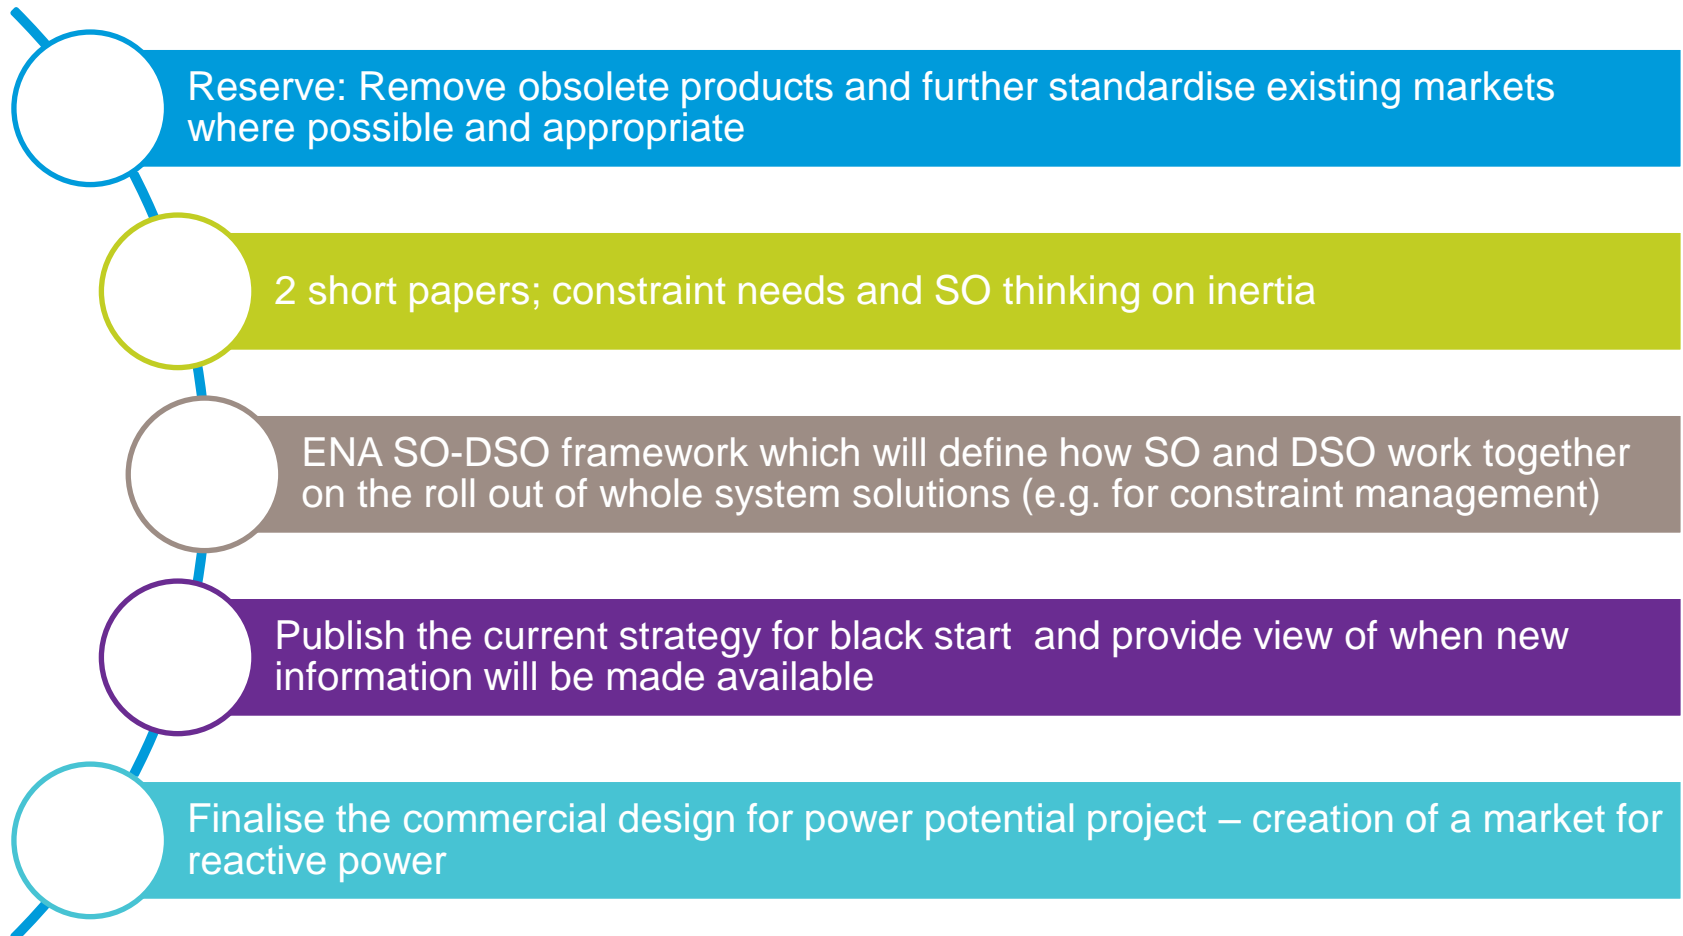 Reserve: Remove obsolete products and further standardise existing markets
where possible and appropriate
2 short papers; constraint needs and SO thinking on inertia
ENA SO-DSO framework which will define how SO and DSO work together
on the roll out of whole system solutions (e.g. for constraint management)
Publish the current strategy for black start  and provide view of when new
information will be made available
Finalise the commercial design for power potential project – creation of a market for
reactive power